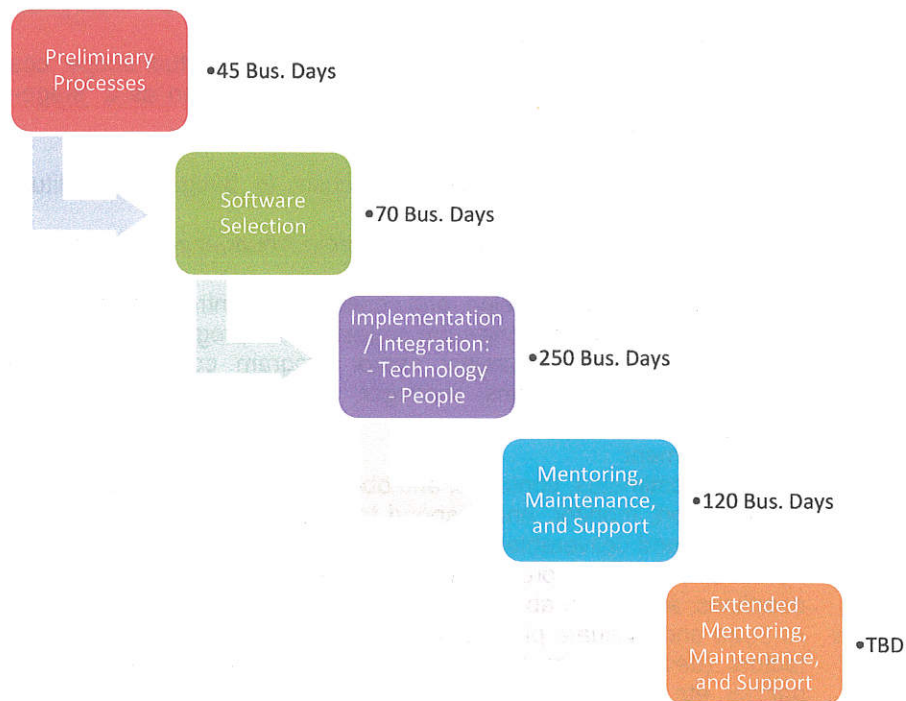 Preliminary
Processes
•45 Bus. Days
Software
Selection
•70 Bus. Days
Implementation
/ Integration:
- Technology
- People
•250 Bus. Days
Mentoring,
Maintenance,
and Support
•120 Bus. Days
Extended
Mentoring,
Maintenance,
and Support
•TBD